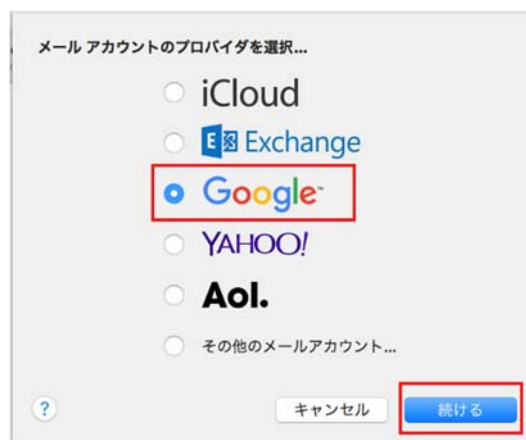 メール アカウントのプロバイダを選択...
iCloud
E Exchange
Google™
YAHOO!
Aol.
その他のメールアカウント...
? キャンセル 続ける